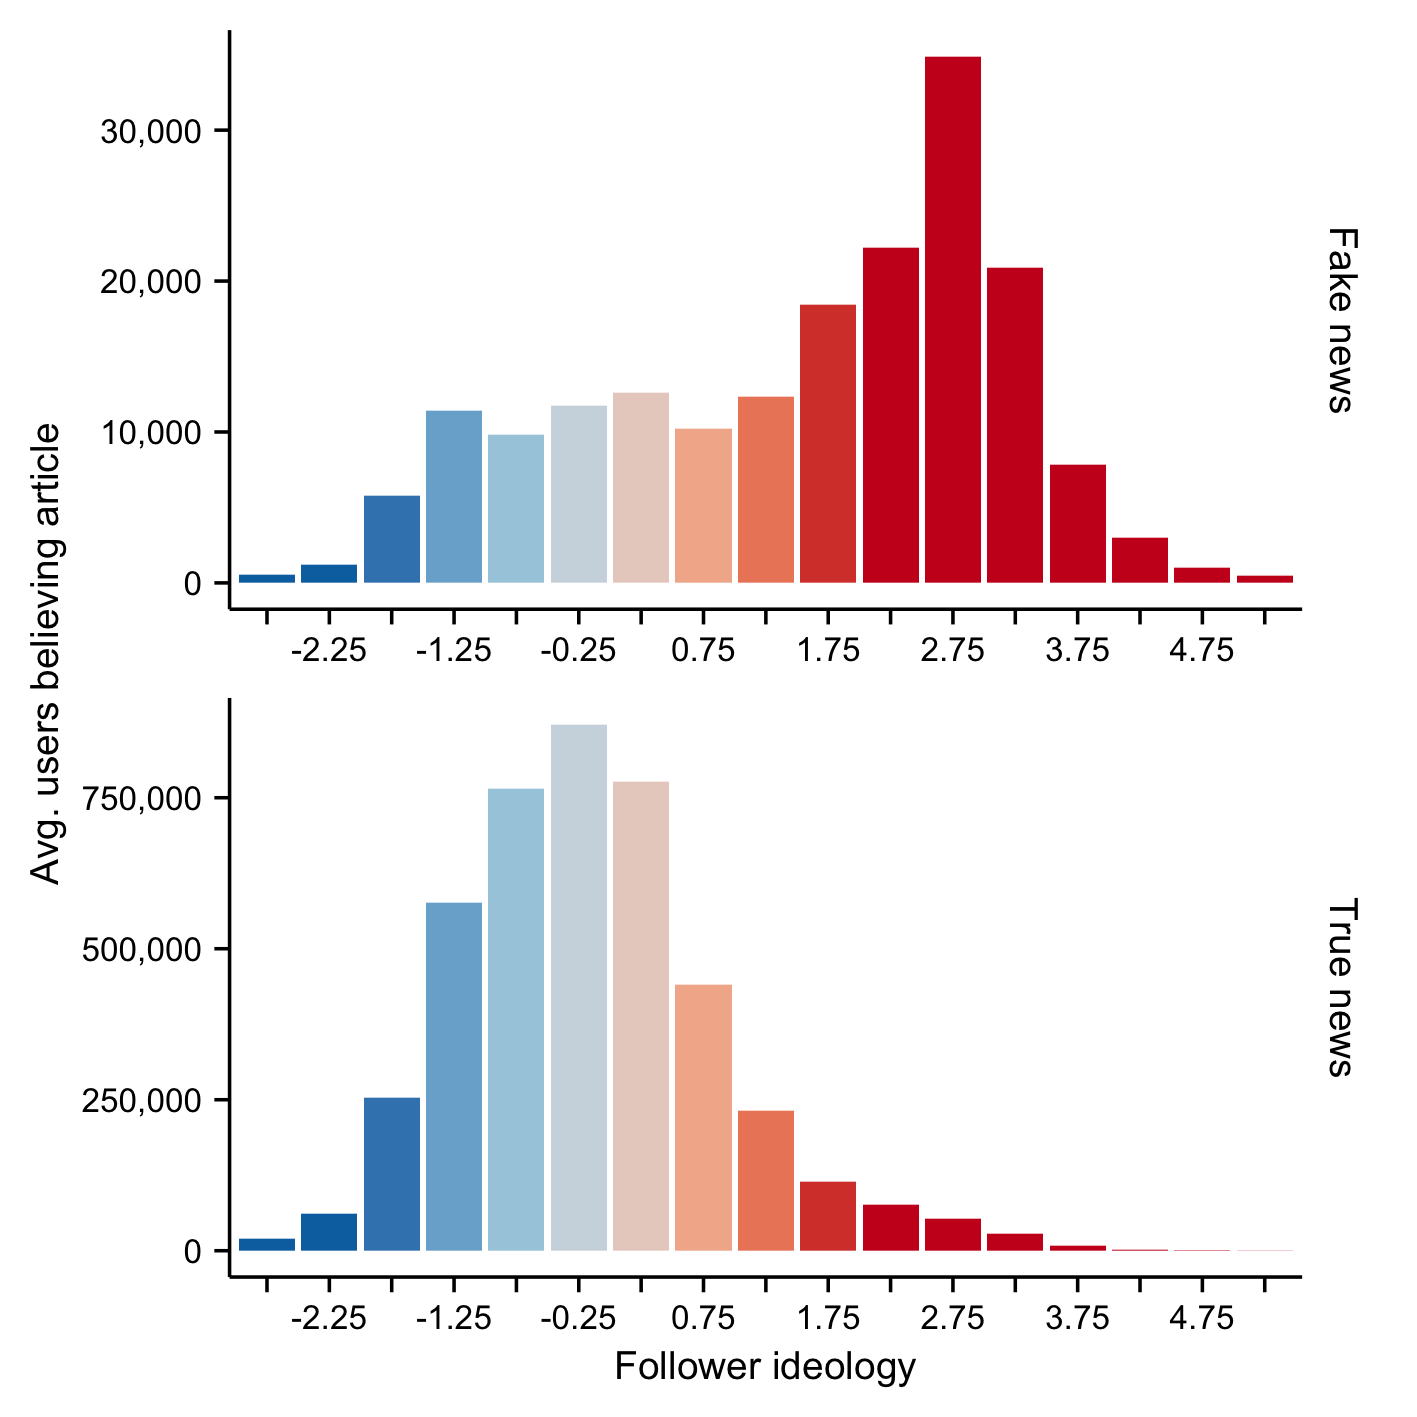 Avg. users believing article
30,000
20,000
10,000
0
-2.25 -1.25 -0.25 0.75 1.75 2.75 3.75 4.75
Fake news
750,000
500,000
250,000
0
-2.25 -1.25 -0.25 0.75 1.75 2.75 3.75 4.75
True news
Follower ideology